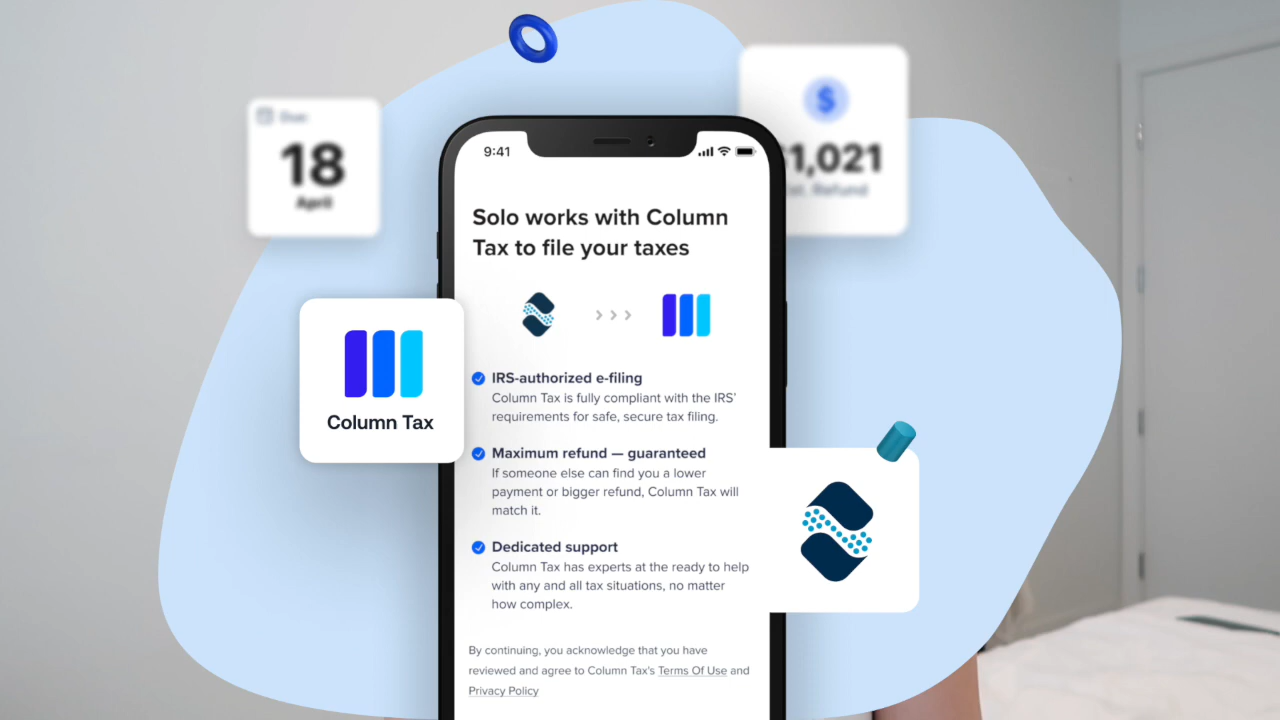 Due
18
April
1,021
Refund
9:41
Solo works with Column
Tax to file your taxes
Column Tax
IRS-authorized e-filing
Column Tax is fully compliant with the IRS'
requirements for safe, secure tax filing.
Maximum refund — guaranteed
If someone else can find you a lower
payment or bigger refund, Column Tax will
match it.
Dedicated support
Column Tax has experts at the ready to help
with any and all tax situations, no matter
how complex.
By continuing, you acknowledge that you have
reviewed and agree to Column Tax's Terms Of Use and
Privacy Policy